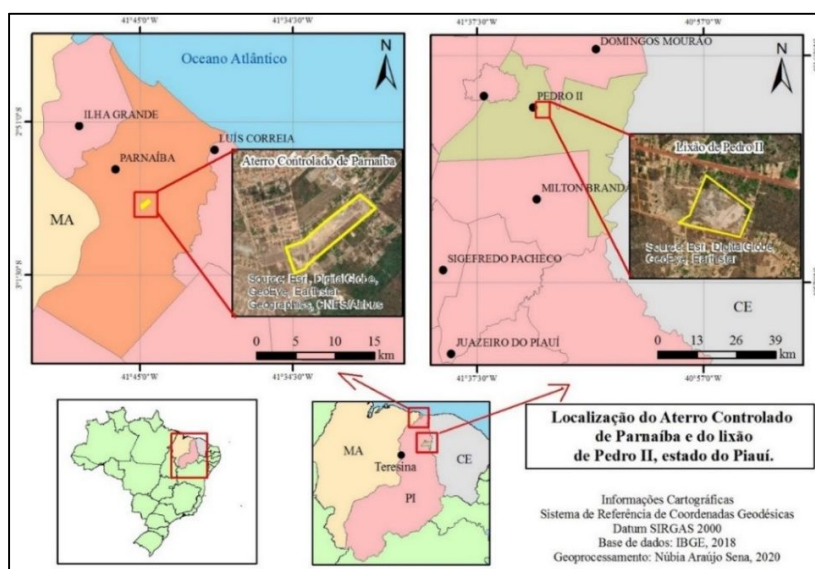 41°45'0"W
41°34'30"W
Oceano Atlântico
N
ILHA GRANDE
2°51'0"S
LUÍS CORREIA
PARNAÍBA
Aterro Controlado de Parnaíba
MA
3°1'30"S
Source: Esri, DigitalGlobe,
GeoEye, Earthstar
Geographics, CNES/Airbus
0 5 10 15
km
41°45'0"W
41°34'30"W
41°37'30"W
40°57'0"W
DOMINGOS MOURÃO
N
PEDRO II
Lixão de Pedro II
MILTON BRANDA
Source: Esri, DigitalGlobe,
GeoEye, Earthstar
SIGEFREDO PACHECO
CE
JUAZEIRO DO PIAUÍ
0 13 26 39
km
41°37'30"W
40°57'0"W
MA
CE
Teresina
PI
Localização do Aterro Controlado
de Parnaíba e do lixão
de Pedro II, estado do Piauí.
Informações Cartográficas
Sistema de Referência de Coordenadas Geodésicas
Datum SIRGAS 2000
Base de dados: IBGE, 2018
Geoprocessamento: Núbia Araújo Sena, 2020